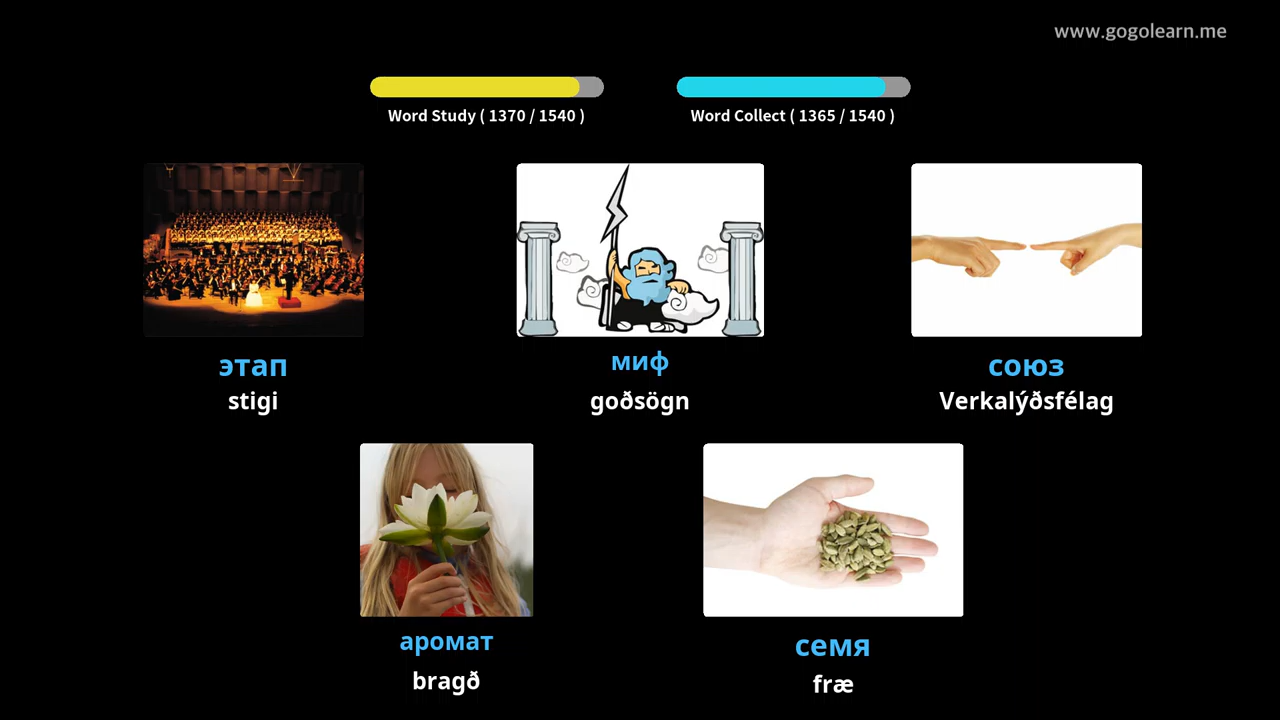 www.gogolearn.me
Word Study ( 1370 / 1540 )
Word Collect ( 1365 / 1540 )
этап
stigi
миф
goðsögn
союз
Verkalýðsfélag
аромат
bragð
семя
fræ